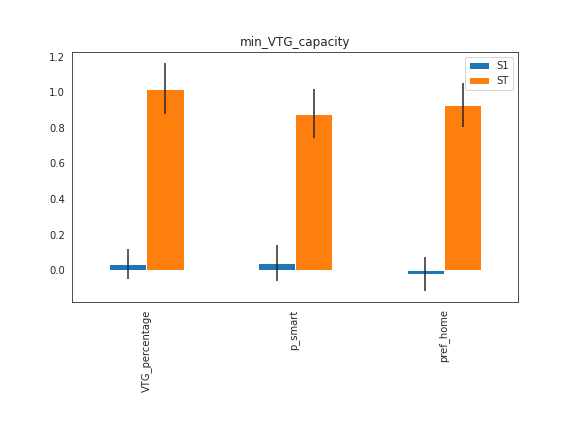 min_VTG_capacity
1.2
1.0
0.8
0.6
0.4
0.2
0.0
S1
ST
VTG_percentage
p_smart
pref_home